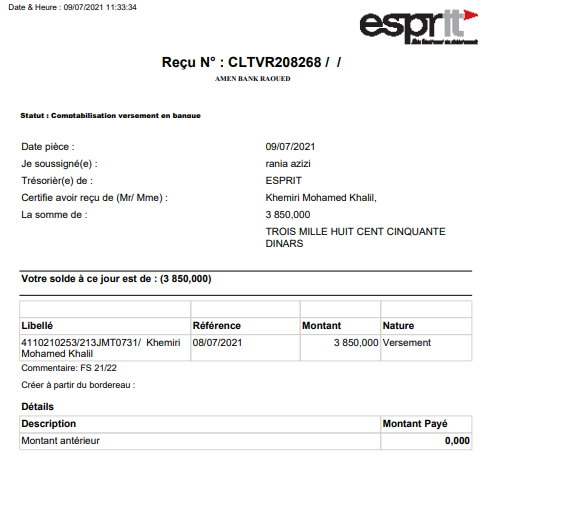 Date & Heure : 09/07/2021 11:33:34
esprit
Reçu N° : CLTVR208268 / /
AMEN BANK RAOUED
Statut : Comptabilisation versement en banque
Date pièce : 09/07/2021
Je soussigné(e) : rania azizi
Trésorièr(e) de : ESPRIT
Certifie avoir reçu de (Mr/ Mme) : Khemiri Mohamed Khalil,
La somme de : 3 850,000
TROIS MILLE HUIT CENT CINQUANTE
DINARS
Votre solde à ce jour est de : (3 850,000)
Libellé Référence Montant Nature
4110210253/213JMT0731/ Khemiri 08/07/2021 3 850,000 Versement
Mohamed Khalil
Commentaire: FS 21/22
Créer à partir du bordereau :
Détails
Description Montant Payé
Montant antérieur 0,000